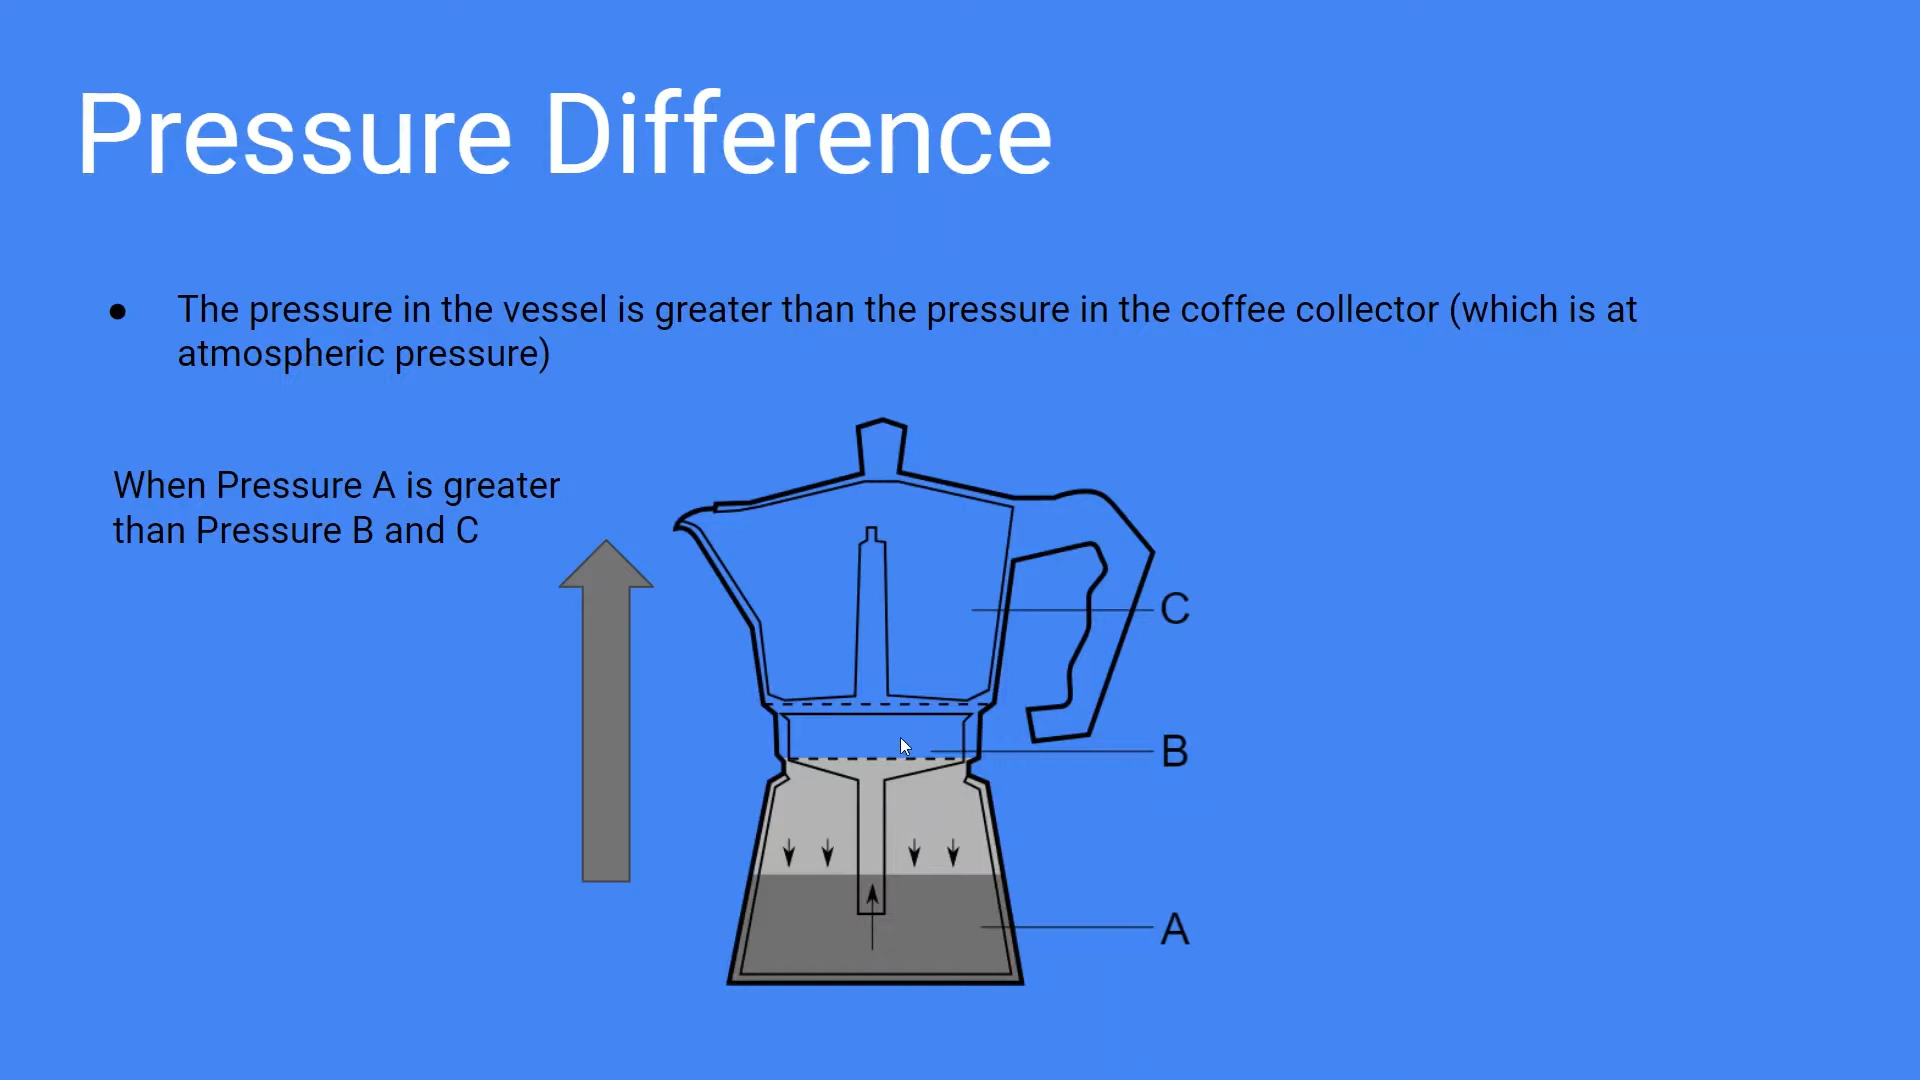 Pressure Difference
● The pressure in the vessel is greater than the pressure in the coffee collector (which is at
atmospheric pressure)
When Pressure A is greater
than Pressure B and C
C
B
A